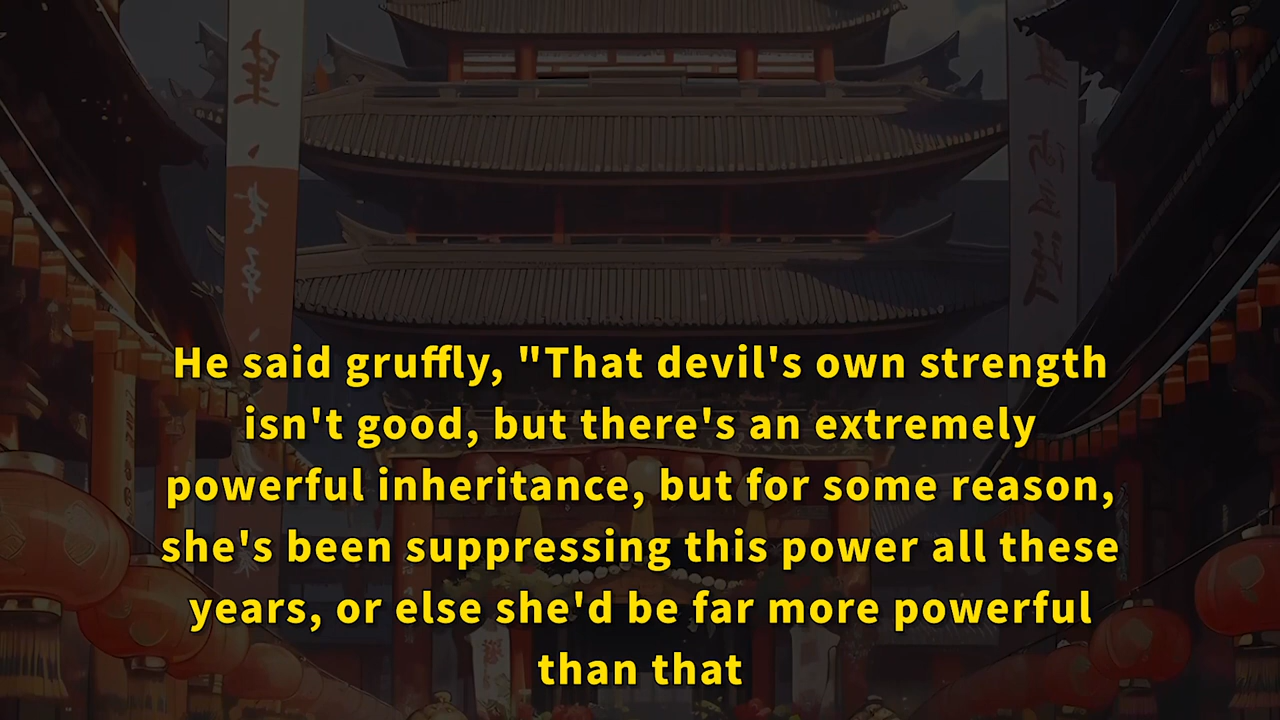 He said gruffly, "That devil's own strength
isn't good, but there's an extremely
powerful inheritance, but for some reason,
she's been suppressing this power all these
years, or else she'd be far more powerful
than that